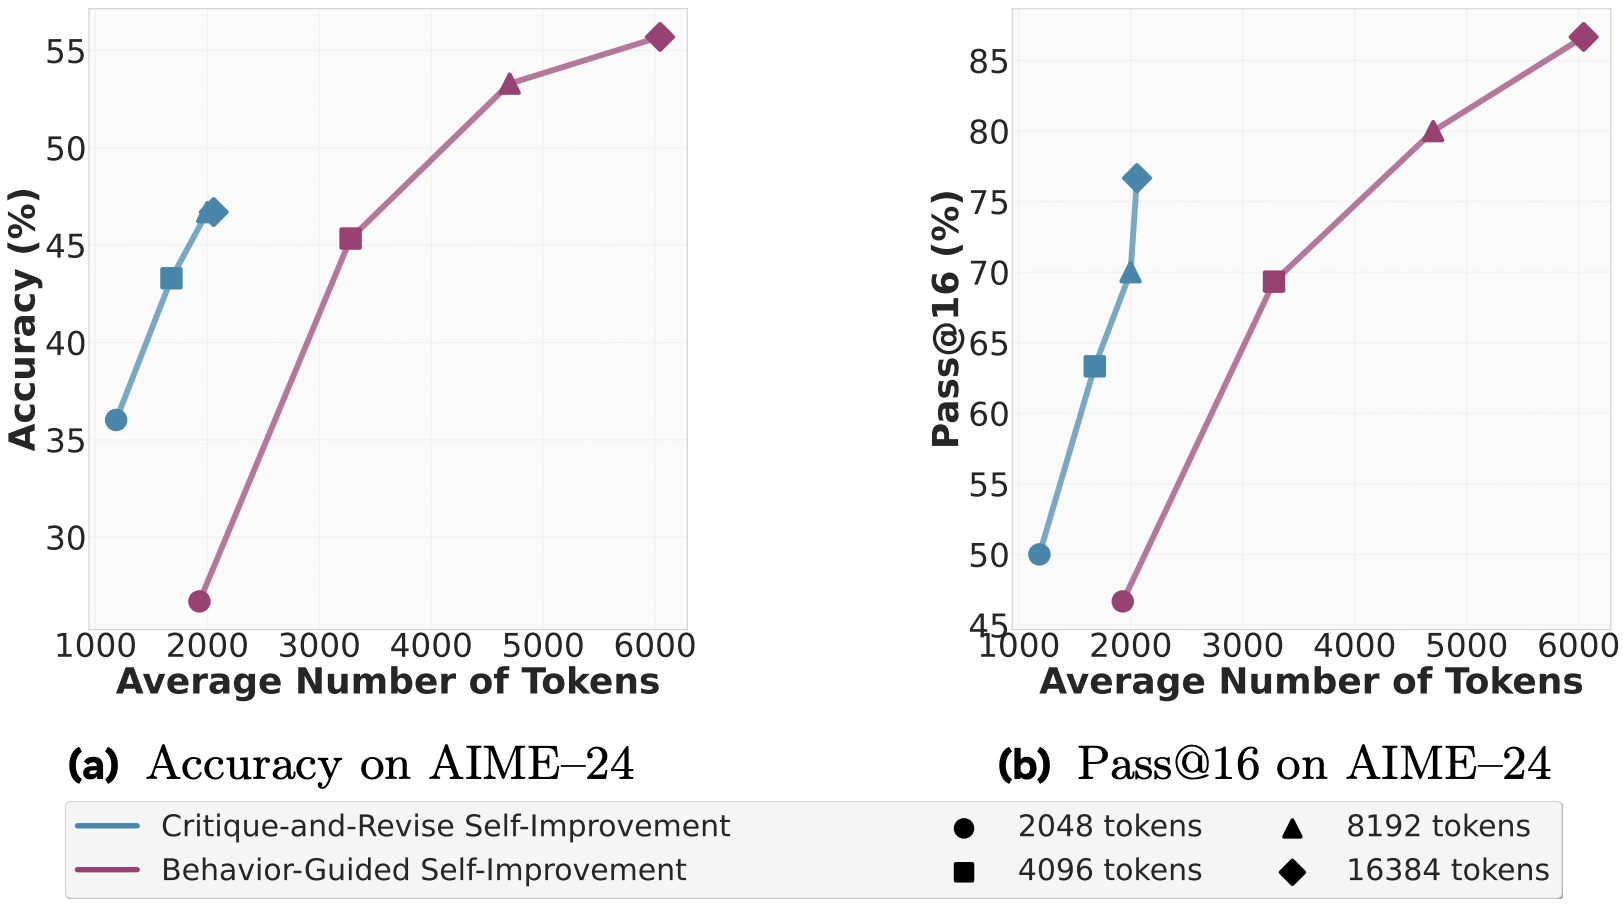 55
50
45
40
35
30
Accuracy (%)
1000 2000 3000 4000 5000 6000
Average Number of Tokens
(a) Accuracy on AIME–24
85
80
75
70
65
60
55
50
45
Pass@16 (%)
1000 2000 3000 4000 5000 6000
Average Number of Tokens
(b) Pass@16 on AIME–24
Critique-and-Revise Self-Improvement
Behavior-Guided Self-Improvement
2048 tokens
4096 tokens
8192 tokens
16384 tokens